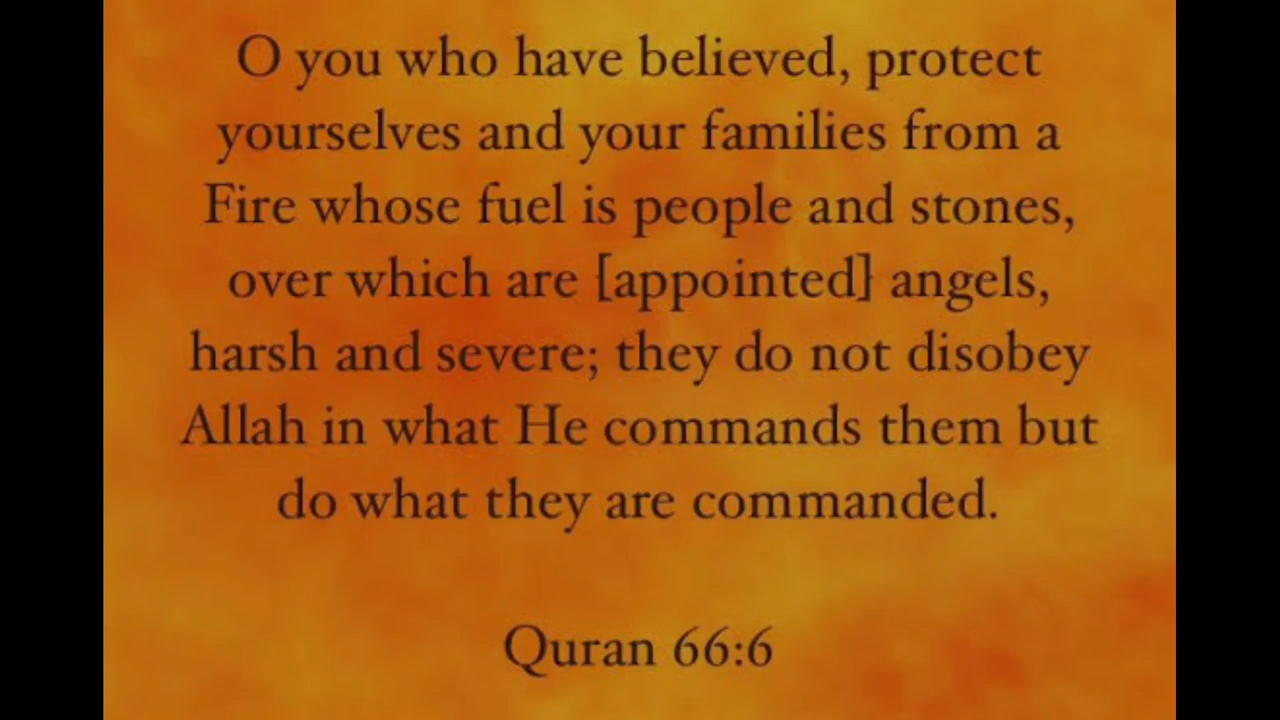 O you who have believed, protect
yourselves and your families from a
Fire whose fuel is people and stones,
over which are [appointed] angels,
harsh and severe; they do not disobey
Allah in what He commands them but
do what they are commanded.
Quran 66:6